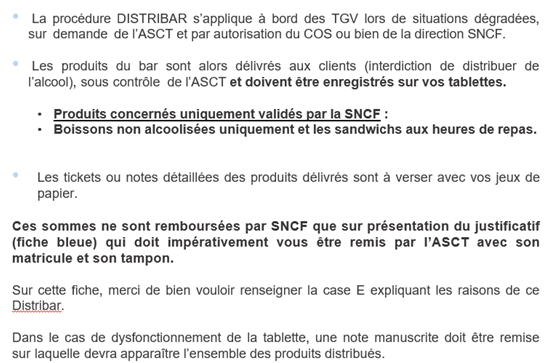 • La procédure DISTRIBAR s’applique à bord des TGV lors de situations dégradées,
sur demande de l’ASCT et par autorisation du COS ou bien de la direction SNCF.
• Les produits du bar sont alors délivrés aux clients (interdiction de distribuer de
l’alcool), sous contrôle de l’ASCT et doivent être enregistrés sur vos tablettes.
• Produits concernés uniquement validés par la SNCF :
• Boissons non alcoolisées uniquement et les sandwichs aux heures de repas.
• Les tickets ou notes détaillées des produits délivrés sont à verser avec vos jeux de
papier.
Ces sommes ne sont remboursées par SNCF que sur présentation du justificatif
(fiche bleue) qui doit impérativement vous être remis par l’ASCT avec son
matricule et son tampon.
Sur cette fiche, merci de bien vouloir renseigner la case E expliquant les raisons de ce
Distribar.
Dans le cas de dysfonctionnement de la tablette, une note manuscrite doit être remise
sur laquelle devra apparaître l’ensemble des produits distribués.